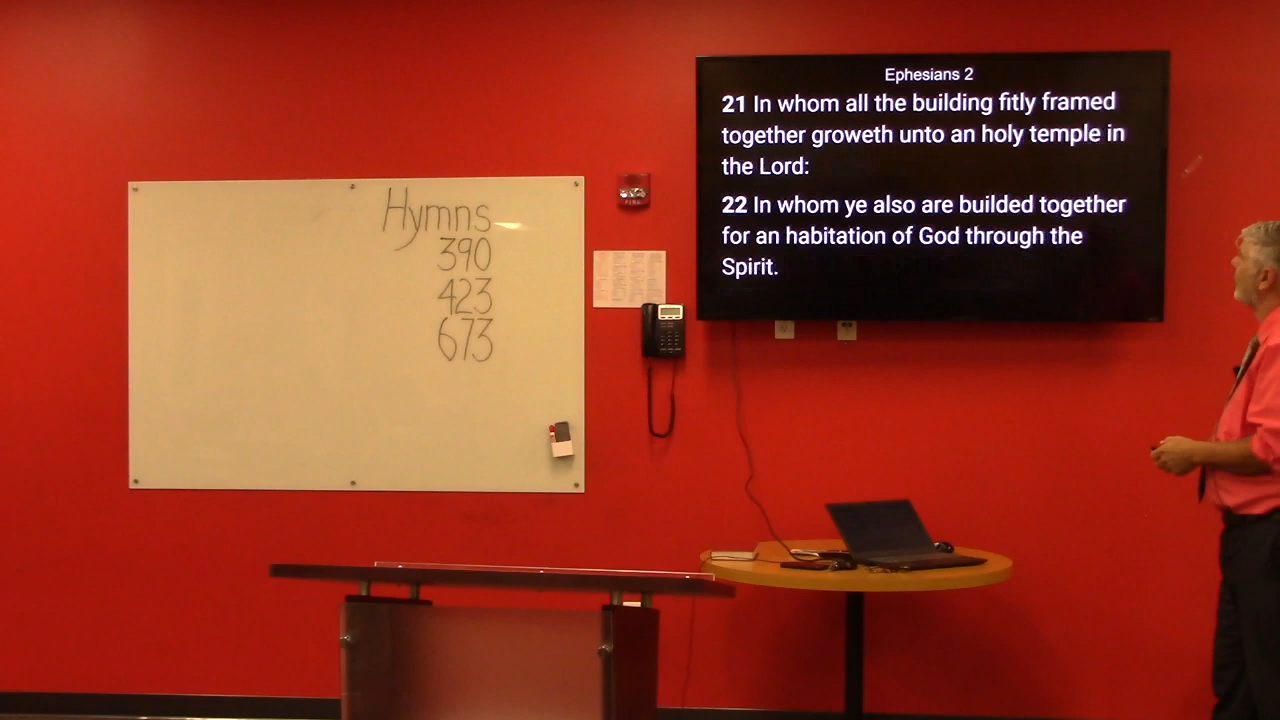 Hymns
390
423
673
FIRE
Ephesians 2
21 In whom all the building fitly framed
together groweth unto an holy temple in
the Lord:
22 In whom ye also are builded together
for an habitation of God through the
Spirit.